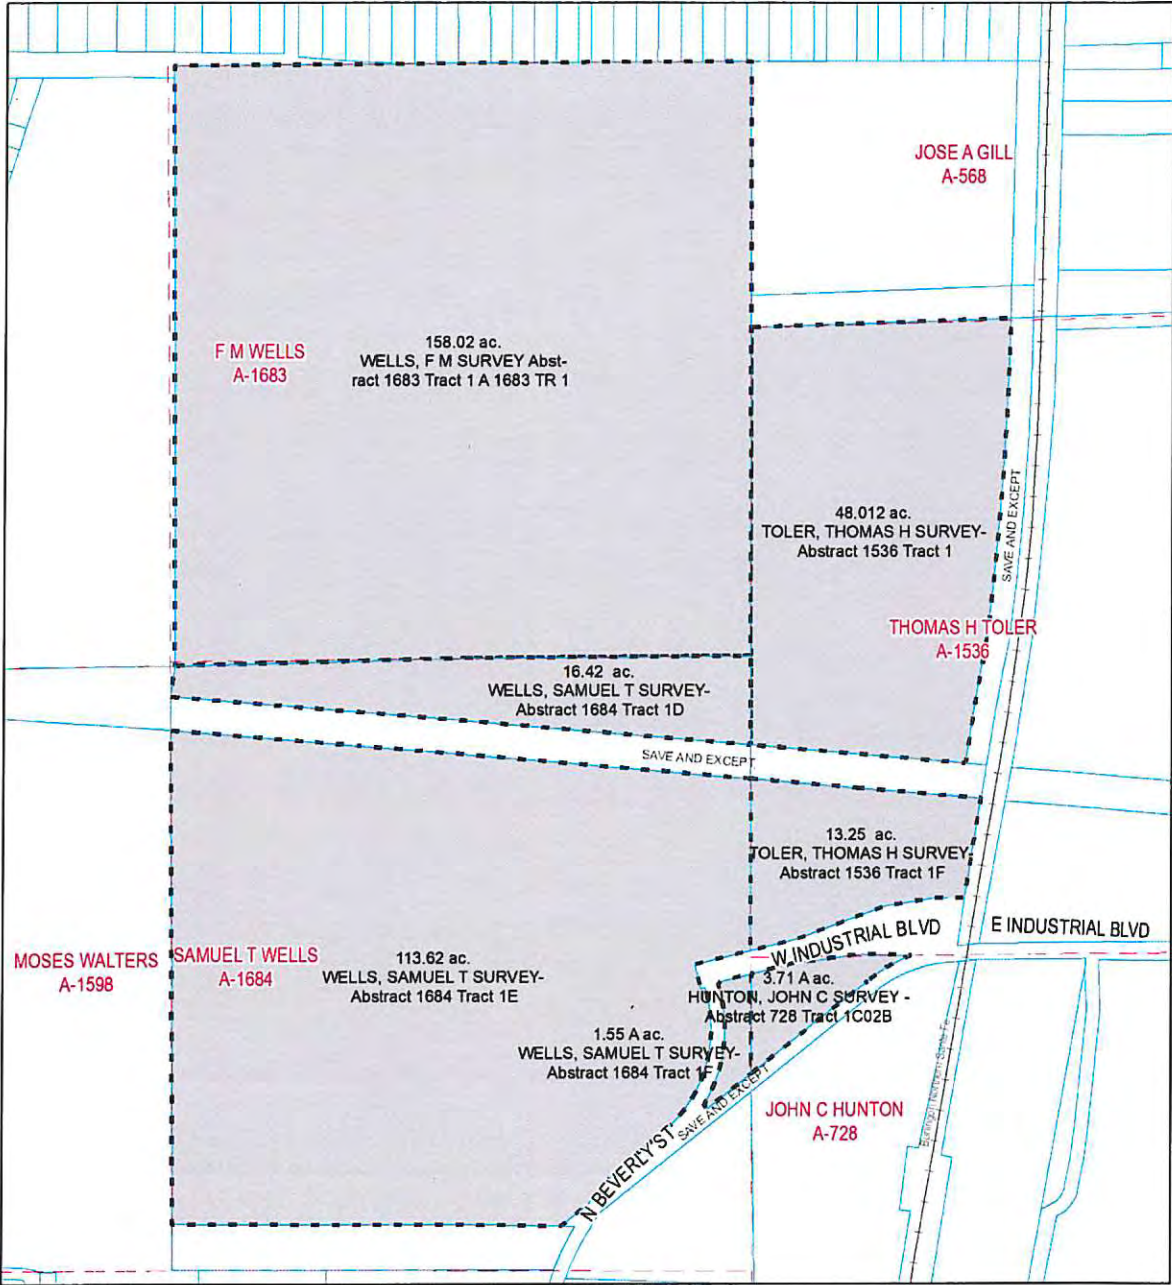 JOSE A GILL
A-568
F M WELLS
A-1683
158.02 ac.
WELLS, F M SURVEY Abst-
ract 1683 Tract 1 A 1683 TR 1
SAVE AND EXCEPT
48.012 ac.
TOLER, THOMAS H SURVEY-
Abstract 1536 Tract 1
THOMAS H TOLER
A-1536
16.42 ac.
WELLS, SAMUEL T SURVEY-
Abstract 1684 Tract 1D
SAVE AND EXCEPT
13.25 ac.
TOLER, THOMAS H SURVEY-
Abstract 1536 Tract 1F
W INDUSTRIAL BLVD
E INDUSTRIAL BLVD
MOSES WALTERS
A-1598
SAMUEL T WELLS
A-1684
113.62 ac.
WELLS, SAMUEL T SURVEY-
Abstract 1684 Tract 1E
3.71 A ac.
HUNTON, JOHN C SURVEY -
Abstract 728 Tract 1C02B
1.55 A ac.
WELLS, SAMUEL T SURVEY-
Abstract 1684 Tract 1F
SAVE AND EXCEPT
N BEVERLY ST
JOHN C HUNTON
A-728
Burlington Northern Santa Fe